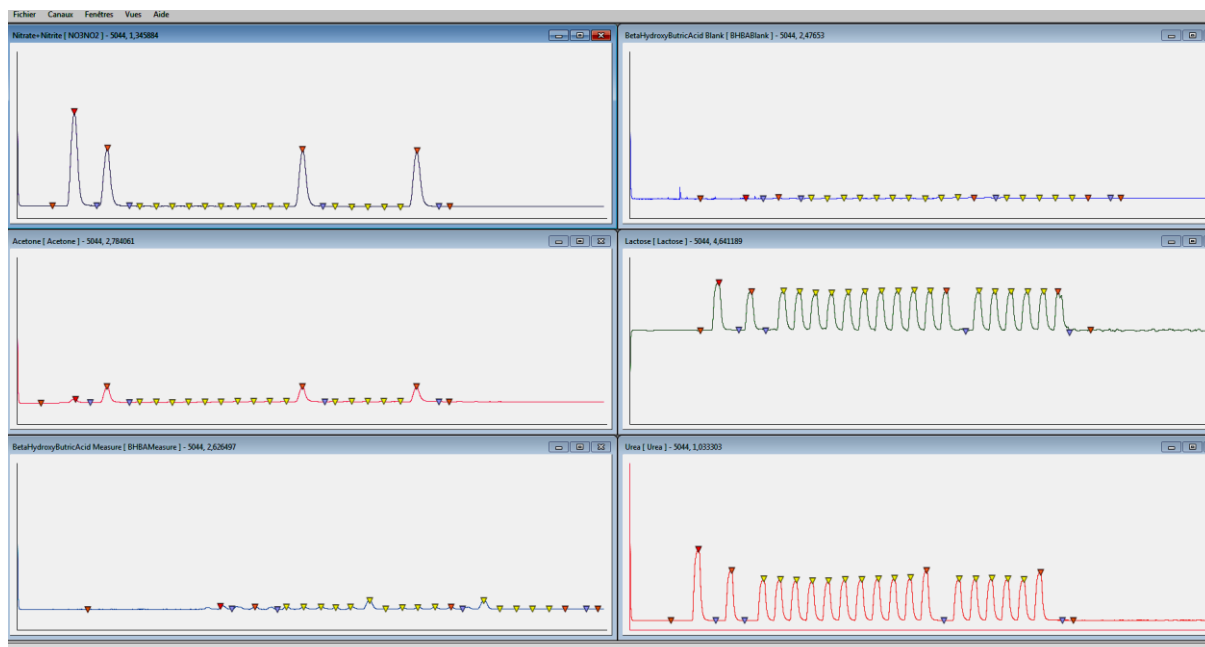 Fichier Canaux Fenêtres Vues Aide
Nitrate+Nitrite [ NO3NO2 ] - 5044, 1,345884
BetaHydroxyButricAcid Blank [ BHBABlank ] - 5044, 2,47653
Acetone [ Acetone ] - 5044, 2,784061
Lactose [ Lactose ] - 5044, 4,641189
BetaHydroxyButricAcid Measure [ BHBAMeasure ] - 5044, 2,626497
Urea [ Urea ] - 5044, 1,033303